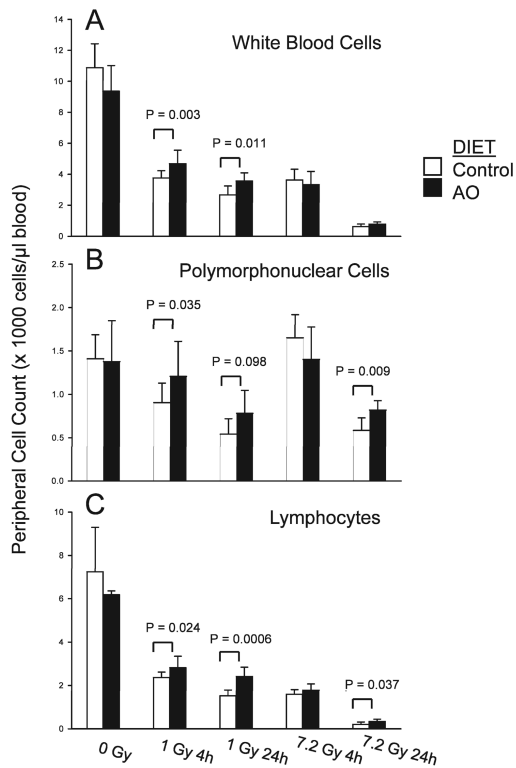 A
White Blood Cells
14
12
10
8
6
4
2
0
P = 0.003
P = 0.011
DIET
Control
AO
Peripheral Cell Count (x 1000 cells/µl blood)
B
Polymorphonuclear Cells
2.5
2.0
1.5
1.0
0.5
0.0
P = 0.035
P = 0.098
P = 0.009
C
Lymphocytes
10
8
6
4
2
0
P = 0.024
P = 0.0006
P = 0.037
0 Gy
1 Gy 4h
1 Gy 24h
7.2 Gy 4h
7.2 Gy 24h